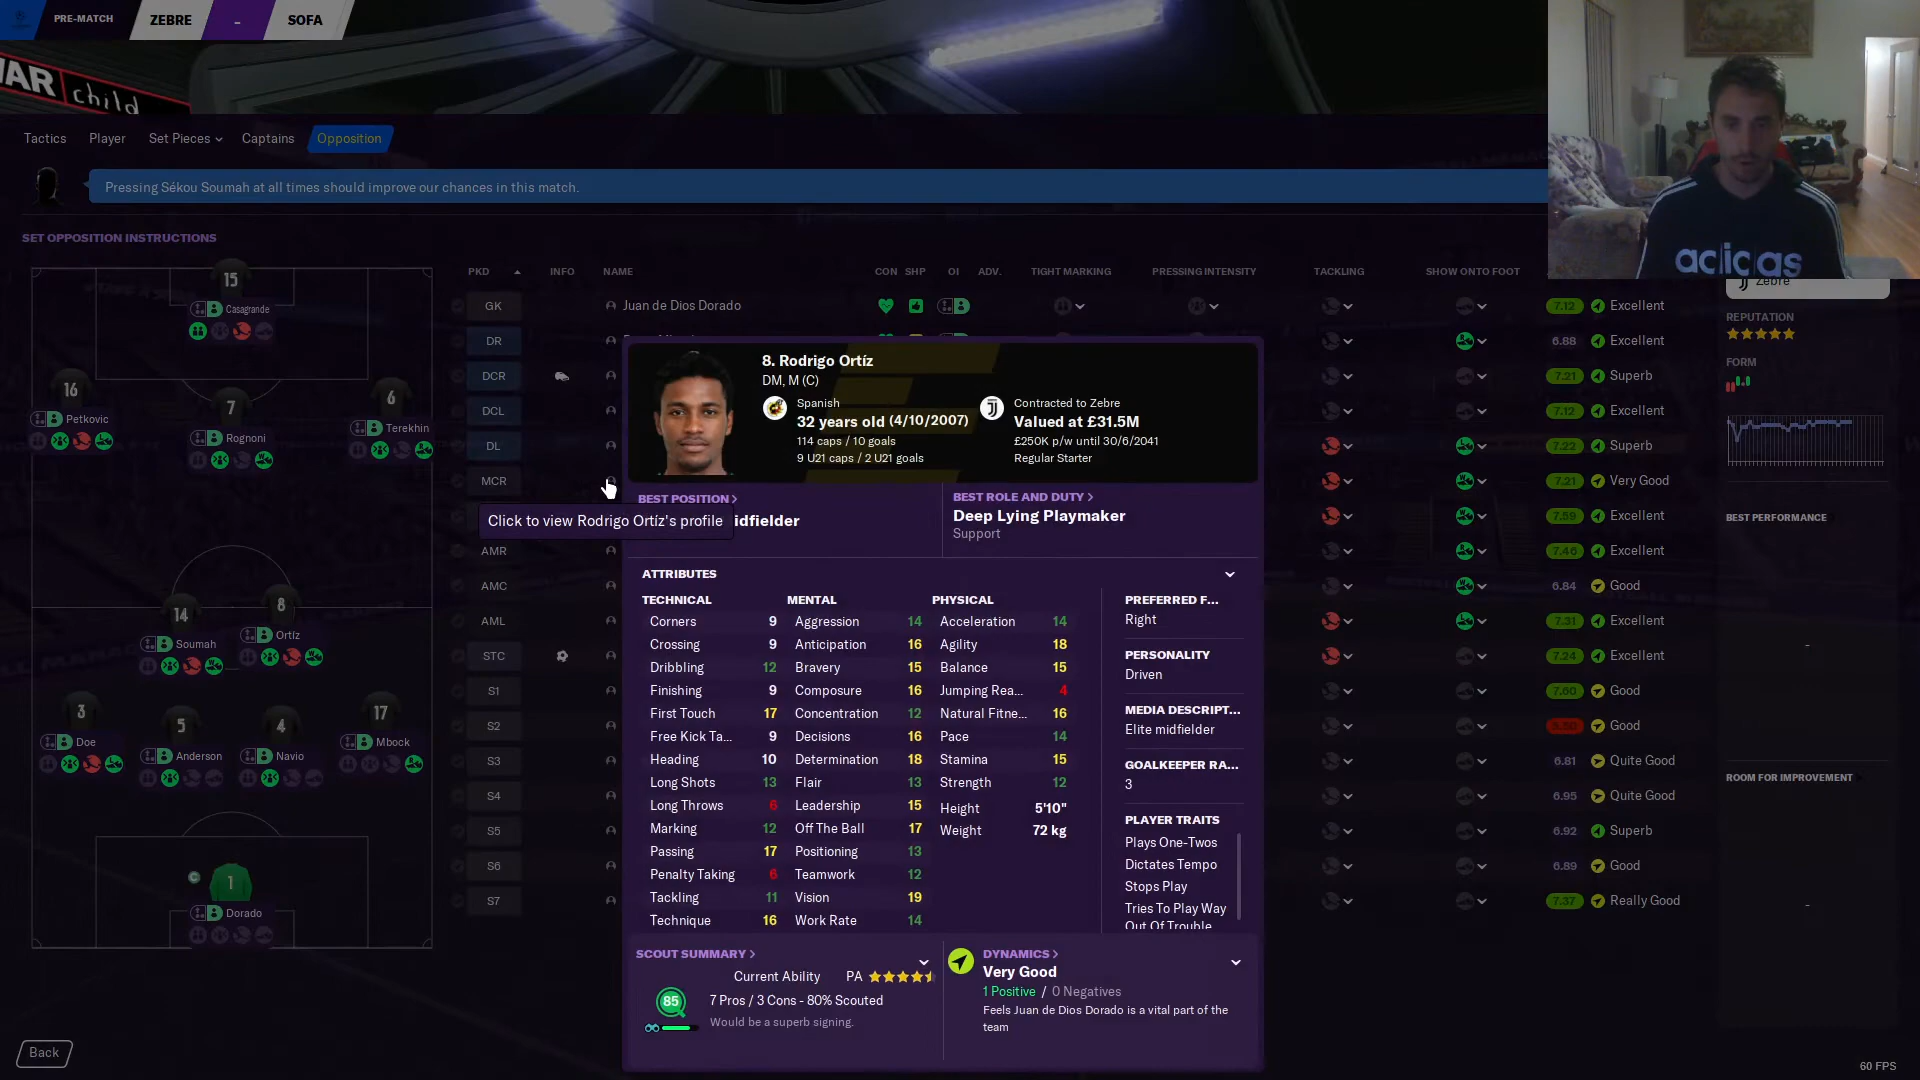 PRE-MATCH ZEBRE - SOFA
WAR child
Tactics Player Set Pieces Captains Opposition
Pressing Sékou Soumah at all times should improve our chances in this match.
adidas
SET OPPOSITION INSTRUCTIONS
PKD INFO NAME CON SHP OI ADV. TIGHT MARKING PRESSING INTENSITY TACKLING SHOW ONTO FOOT
15
Casagrande
16 7 6
Petkovic Rognoni Terekhin
14 8
Soumah Ortíz
3 5 4 17
Doe Anderson Navio Mbock
1
C
Dorado
GK Juan de Dios Dorado 7.12 Excellent
DR 6.88 Excellent
DCR 7.21 Superb
DCL 7.12 Excellent
DL 7.22 Superb
MCR 7.21 Very Good
7.59 Excellent
AMR 7.46 Excellent
AMC 6.84 Good
AML 7.31 Excellent
STC 7.24 Excellent
S1 7.60 Good
S2 Good
S3 6.81 Quite Good
S4 6.95 Quite Good
S5 6.92 Superb
S6 6.89 Good
S7 7.37 Really Good
Click to view Rodrigo Ortíz's profile
8. Rodrigo Ortíz
DM, M (C)
Spanish
32 years old (4/10/2007)
114 caps / 10 goals
9 U21 caps / 2 U21 goals
Contracted to Zebre
Valued at £31.5M
£250K p/w until 30/6/2041
Regular Starter
BEST POSITION
idfielder
BEST ROLE AND DUTY
Deep Lying Playmaker
Support
ATTRIBUTES
TECHNICAL MENTAL PHYSICAL
Corners 9 Aggression 14 Acceleration 14
Crossing 9 Anticipation 16 Agility 18
Dribbling 12 Bravery 15 Balance 15
Finishing 9 Composure 16 Jumping Rea... 4
First Touch 17 Concentration 12 Natural Fitne... 16
Free Kick Ta... 9 Decisions 16 Pace 14
Heading 10 Determination 18 Stamina 15
Long Shots 13 Flair 13 Strength 12
Long Throws 6 Leadership 15 Height 5'10"
Marking 12 Off The Ball 17 Weight 72 kg
Passing 17 Positioning 13
Penalty Taking 6 Teamwork 12
Tackling 11 Vision 19
Technique 16 Work Rate 14
PREFERRED F...
Right
PERSONALITY
Driven
MEDIA DESCRIPT...
Elite midfielder
GOALKEEPER RA...
3
PLAYER TRAITS
Plays One-Twos
Dictates Tempo
Stops Play
Tries To Play Way
Out Of Trouble
SCOUT SUMMARY
Current Ability PA
85
7 Pros / 3 Cons - 80% Scouted
Would be a superb signing.
DYNAMICS
Very Good
1 Positive / 0 Negatives
Feels Juan de Dios Dorado is a vital part of the
team
Zebre
REPUTATION
FORM
BEST PERFORMANCE
-
ROOM FOR IMPROVEMENT
-
Back
60 FPS